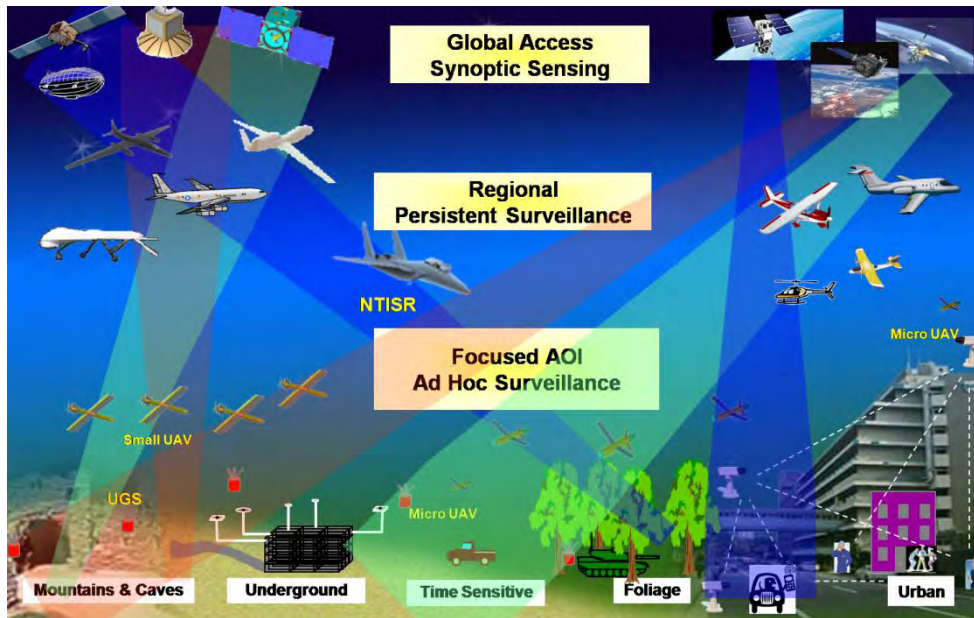 Global Access
Synoptic Sensing
Regional
Persistent Surveillance
NTISR
Micro UAV
Focused AOI
Ad Hoc Surveillance
Small UAV
UGS
Micro UAV
Mountains & Caves
Underground
Time Sensitive
Foliage
Urban